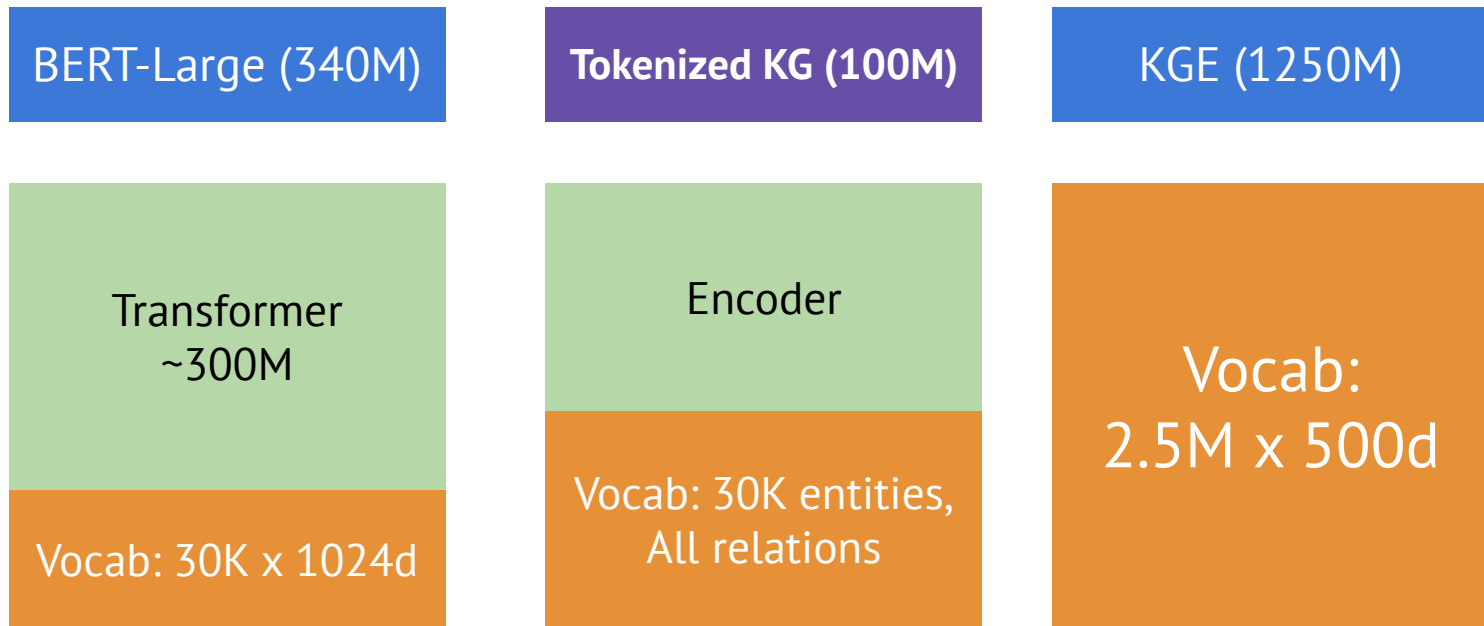 BERT-Large (340M)
Tokenized KG (100M)
KGE (1250M)
Transformer
~300M
Vocab: 30K x 1024d
Encoder
Vocab: 30K entities,
All relations
Vocab:
2.5M x 500d